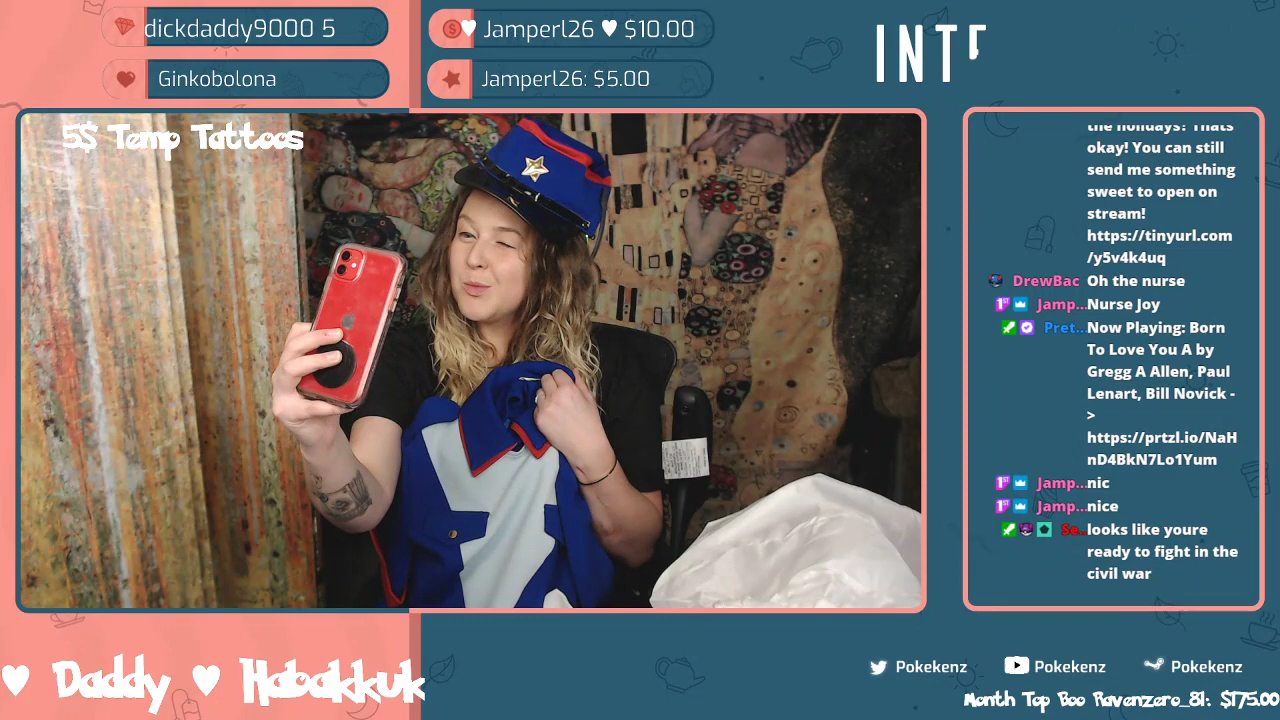 dickdaddy9000 5
♥ Jamperl26 ♥ $10.00
Ginkobolona
Jamperl26: $5.00
INT
5$ Temp Tattoos
the holidays? Thats
okay! You can still
send me something
sweet to open on
stream!
https://tinyurl.com
/y5v4k4uq
DrewBac Oh the nurse
Jamp... Nurse Joy
Pret... Now Playing: Born
To Love You A by
Gregg A Allen, Paul
Lenart, Bill Novick -
>
https://prtzl.io/NaH
nD4BkN7Lo1Yum
Jamp... nic
Jamp... nice
Se... looks like youre
ready to fight in the
civil war
♥ Daddy ♥ Habakkuk
Pokekenz
Pokekenz
Pokekenz
Month Top Boo Ravenzero_81: $175.00